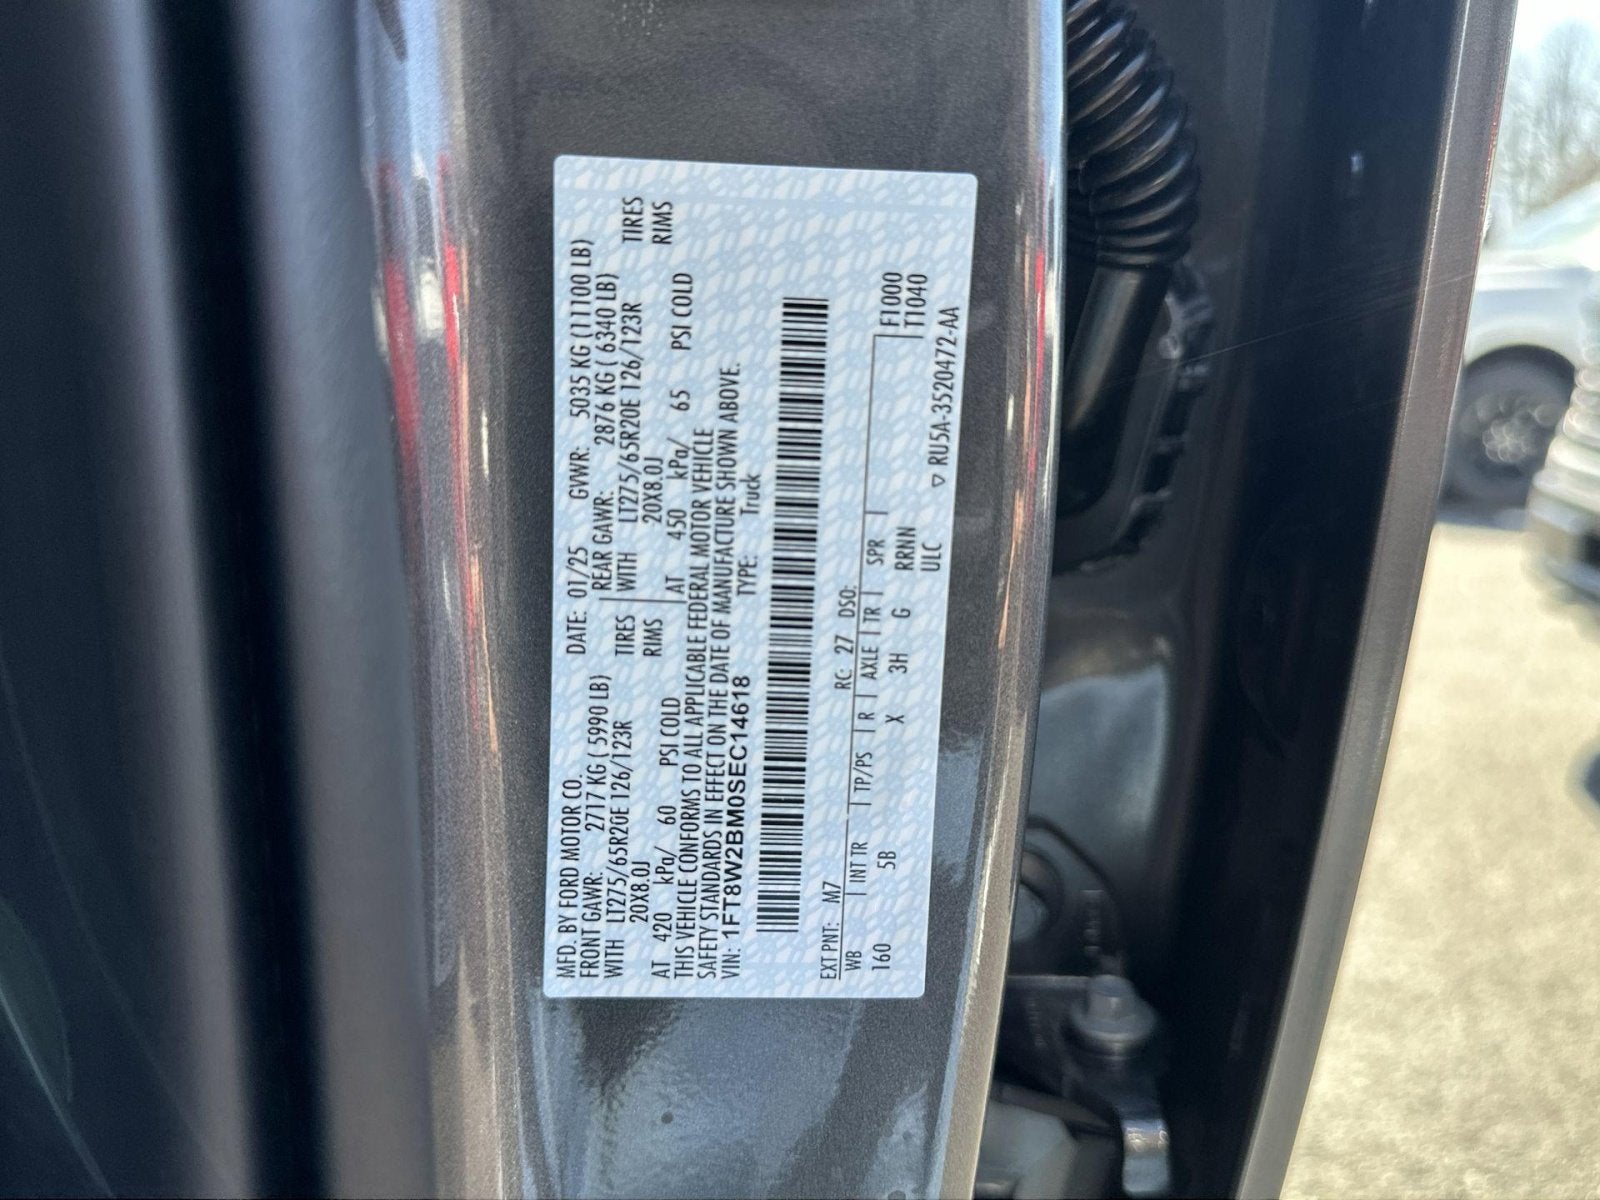 MFD. BY FORD MOTOR CO.
DATE: 01/25 GVWR: 5035 KG (11100 LB)
FRONT GAWR: 2717 KG ( 5990 LB)
REAR GAWR: 2876 KG ( 6340 LB)
WITH LT275/65R20E 126/123R TIRES
WITH LT275/65R20E 126/123R TIRES
20X8.0J RIMS
20X8.0J RIMS
AT 420 kPa/ 60 PSI COLD
AT 450 kPa/ 65 PSI COLD
THIS VEHICLE CONFORMS TO ALL APPLICABLE FEDERAL MOTOR VEHICLE
SAFETY STANDARDS IN EFFECT ON THE DATE OF MANUFACTURE SHOWN ABOVE.
VIN: 1FT8W2BM0SEC14618 TYPE: Truck
EXT PNT: M7 RC: 27 DSO:
WB INT TR TP/PS R AXLE TR SPR F1000
160 5B X 3H G RRNN T1040
ULC
▽ RU5A-3520472-AA